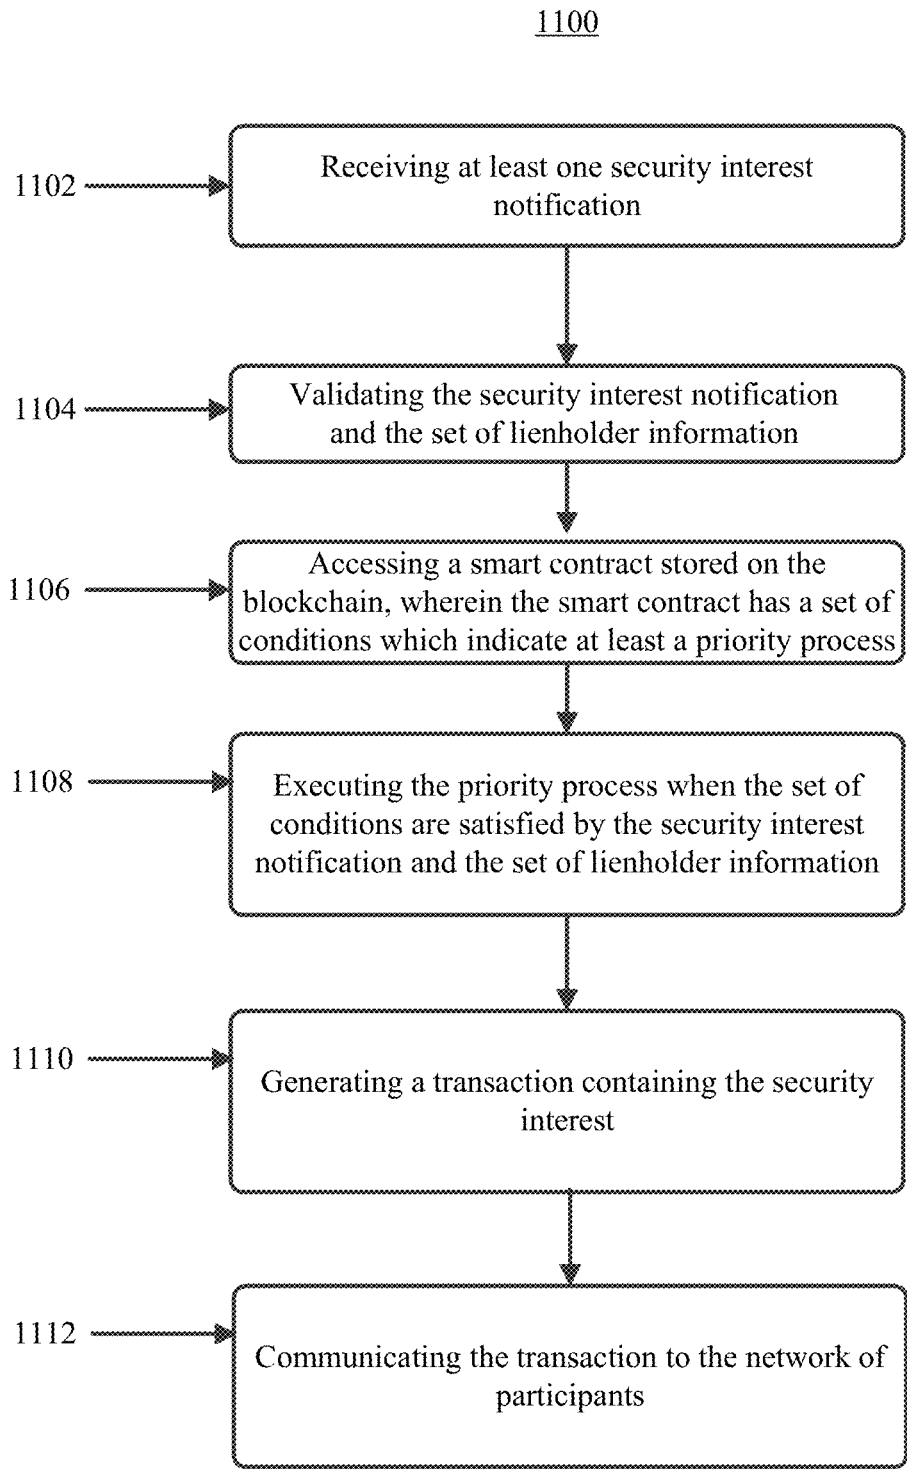 1100
1102
Receiving at least one security interest
notification
1104
Validating the security interest notification
and the set of lienholder information
1106
Accessing a smart contract stored on the
blockchain, wherein the smart contract has a set of
conditions which indicate at least a priority process
1108
Executing the priority process when the set of
conditions are satisfied by the security interest
notification and the set of lienholder information
1110
Generating a transaction containing the security
interest
1112
Communicating the transaction to the network of
participants